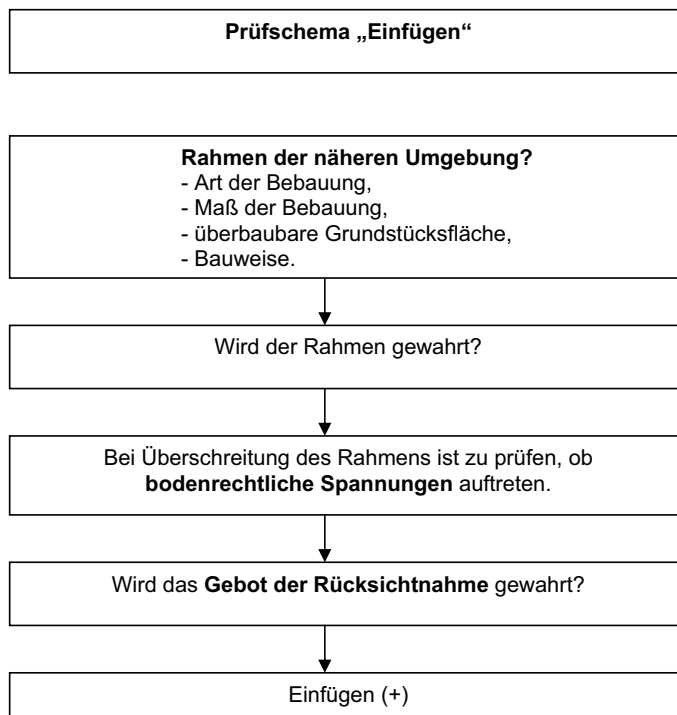 Prüfschema „Einfügen“
Rahmen der näheren Umgebung?
- Art der Bebauung,
- Maß der Bebauung,
- überbaubare Grundstücksfläche,
- Bauweise.
Wird der Rahmen gewahrt?
Bei Überschreitung des Rahmens ist zu prüfen, ob
bodenrechtliche Spannungen auftreten.
Wird das Gebot der Rücksichtnahme gewahrt?
Einfügen (+)